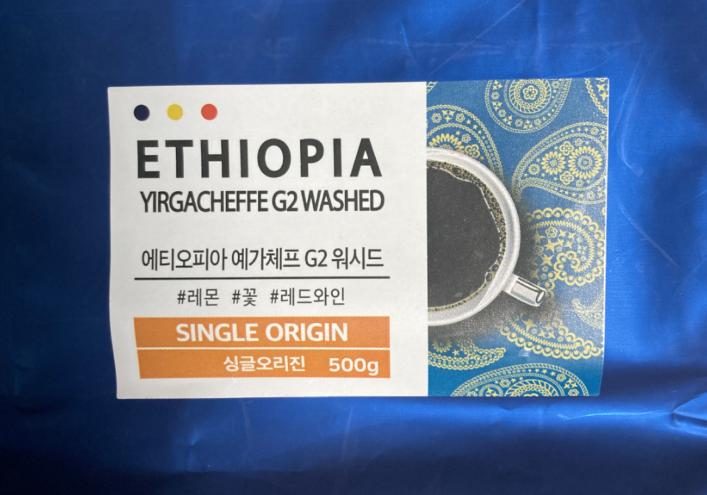 ETHIOPIA
YIRGACHEFFE G2 WASHED
에티오피아 예가체프 G2 워시드
#레몬 #꽃 #레드와인
SINGLE ORIGIN
싱글오리진 500g